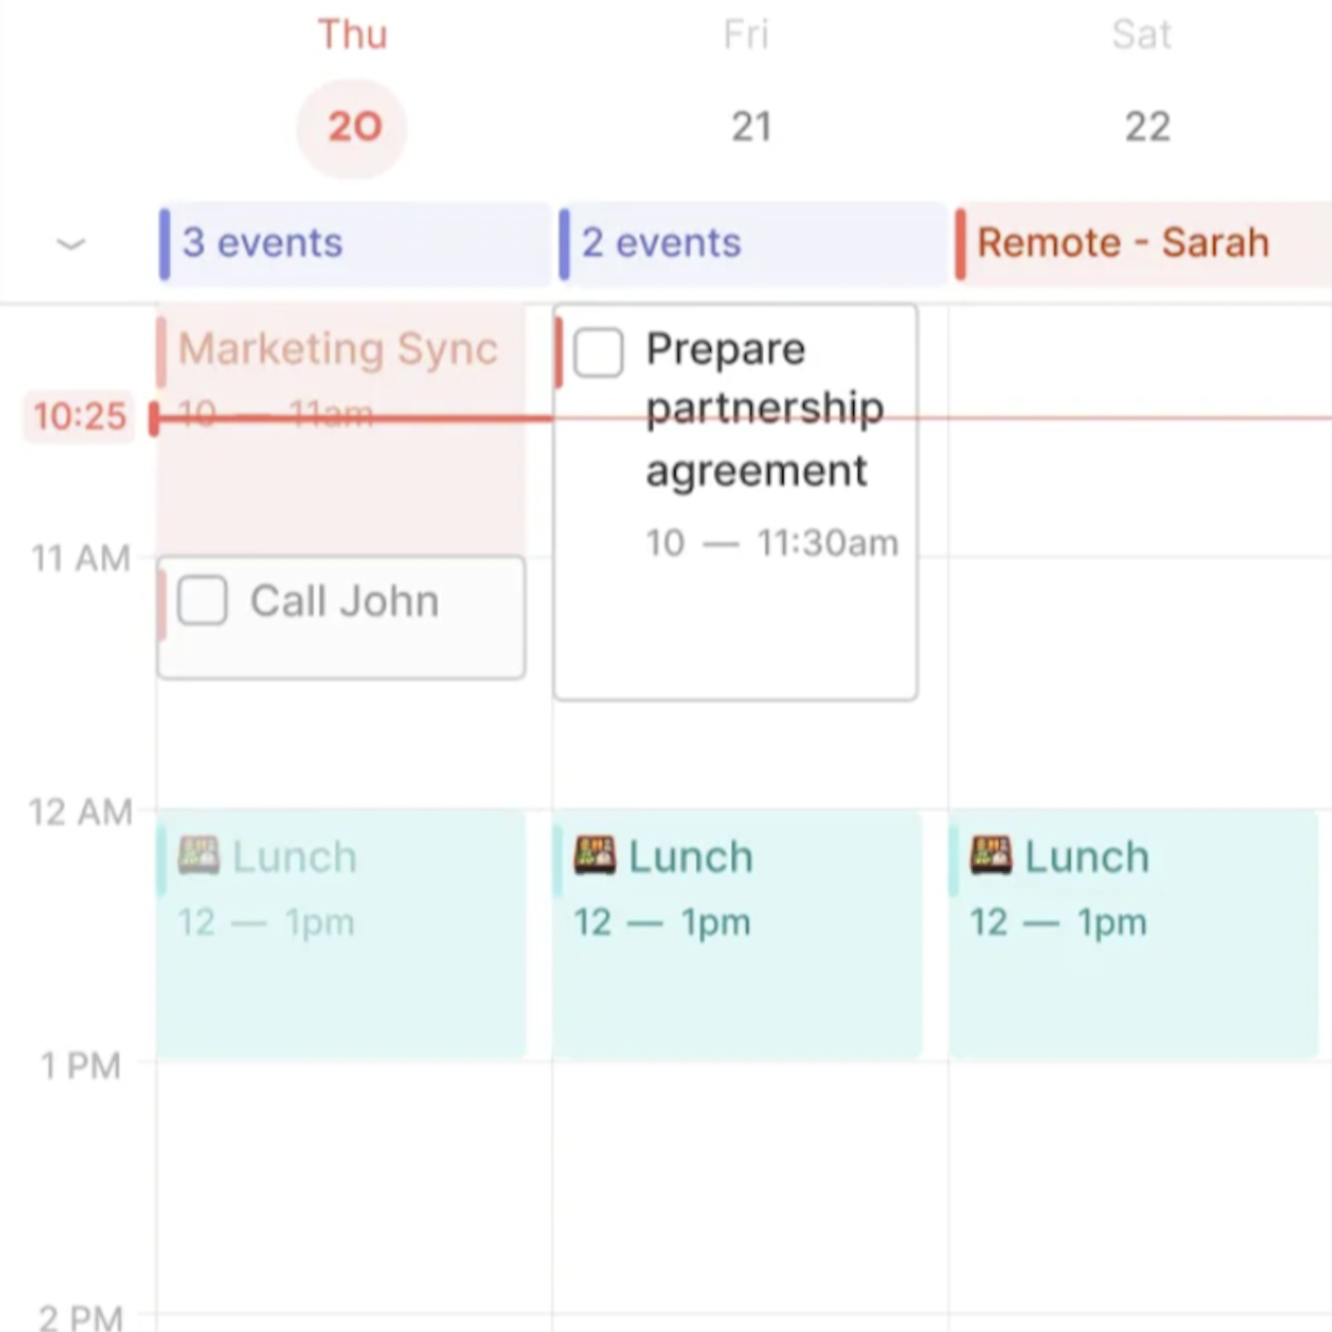 Thu
Fri
Sat
20
21
22
3 events
2 events
Remote - Sarah
Marketing Sync
10 — 11am
10:25
Prepare
partnership
agreement
10 — 11:30am
11 AM
Call John
12 AM
Lunch
12 — 1pm
Lunch
12 — 1pm
Lunch
12 — 1pm
1 PM
2 PM